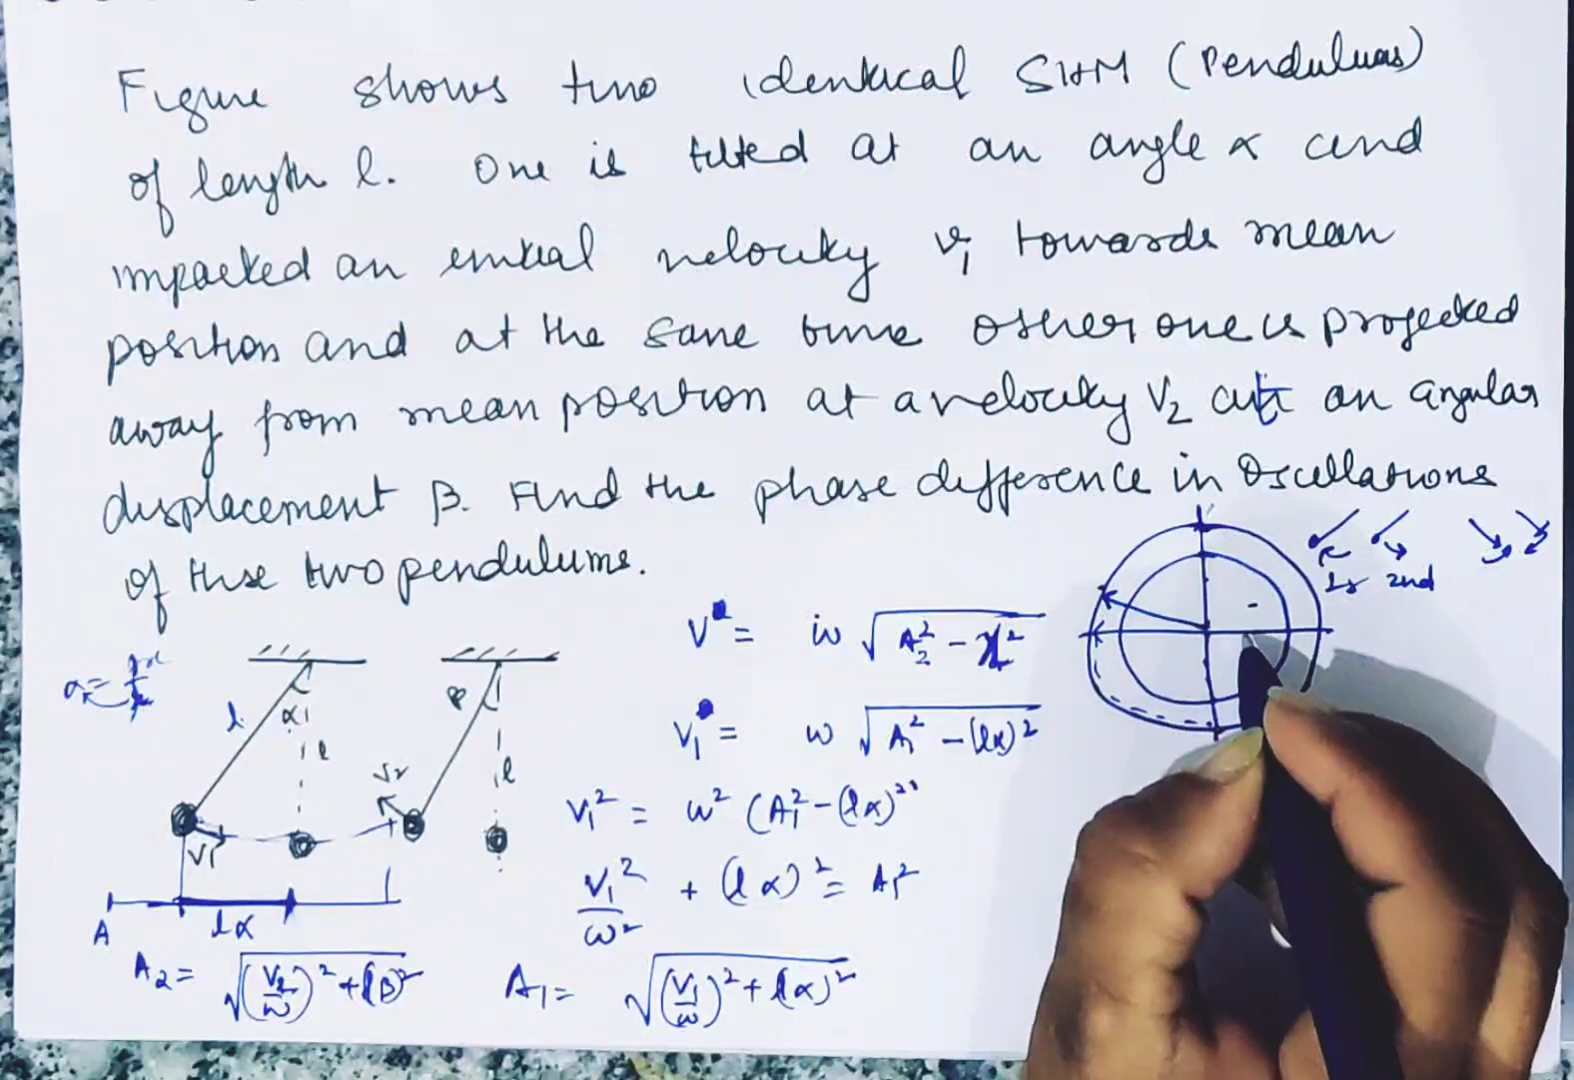 Figure shows two identical SHM (Pendulums)
of length l. One is tilted at an angle α and
imparted an initial velocity v₁ towards mean
position and at the same time other one is projected
away from mean position at a velocity V₂ at an angular
displacement β. Find the phase difference in Oscillations
of these two pendulums.
1st 2nd
V = ω √(A₂² - x²)
l α l
β l
V₂
V₁
V₁ = ω √(A₁² - (lα)²)
V₁² = ω² (A₁² - (lα)²)
V₁²/ω² + (lα)² = A₁²
A lα
A₂ = √((V₂/ω)² + (lβ)²
A₁ = √((V₁/ω)² + (lα)²